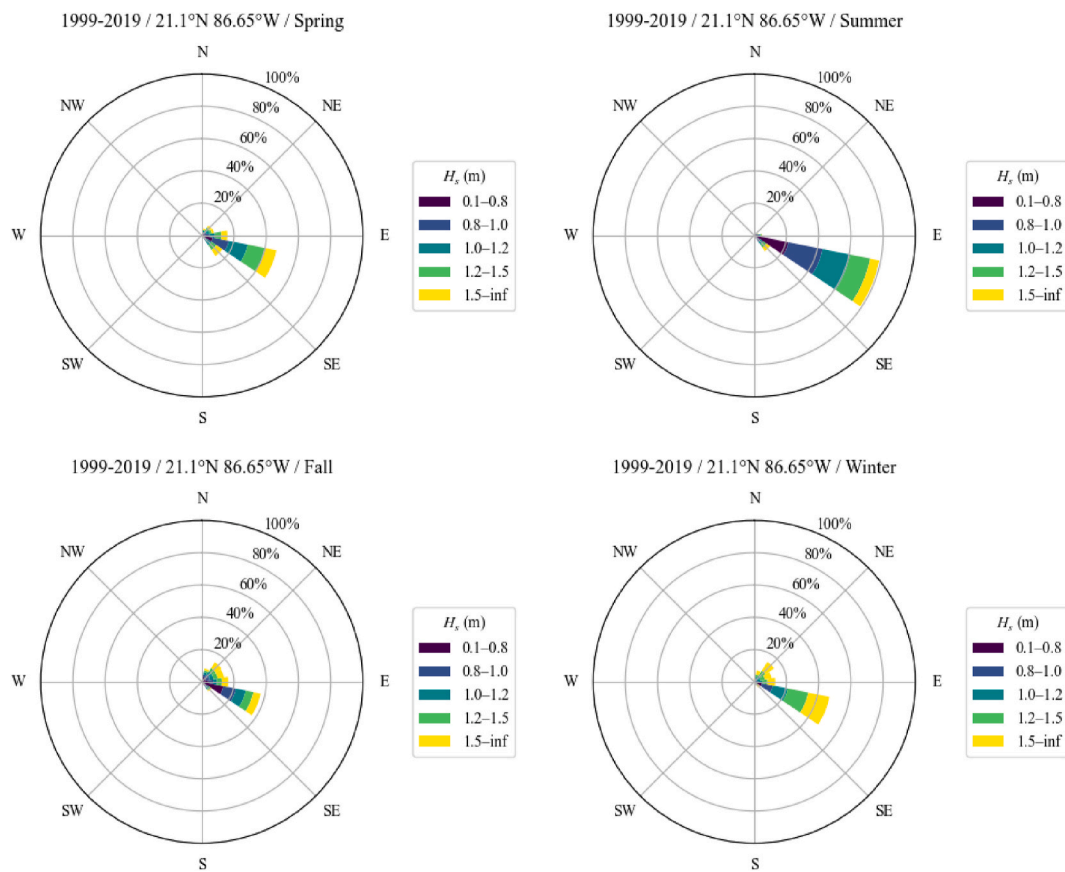 1999-2019 / 21.1°N 86.65°W / Spring
N
NE
E
SE
S
SW
W
NW
100%
80%
60%
40%
20%
H_s (m)
0.1–0.8
0.8–1.0
1.0–1.2
1.2–1.5
1.5–inf
1999-2019 / 21.1°N 86.65°W / Summer
N
NE
E
SE
S
SW
W
NW
100%
80%
60%
40%
20%
H_s (m)
0.1–0.8
0.8–1.0
1.0–1.2
1.2–1.5
1.5–inf
1999-2019 / 21.1°N 86.65°W / Fall
N
NE
E
SE
S
SW
W
NW
100%
80%
60%
40%
20%
H_s (m)
0.1–0.8
0.8–1.0
1.0–1.2
1.2–1.5
1.5–inf
1999-2019 / 21.1°N 86.65°W / Winter
N
NE
E
SE
S
SW
W
NW
100%
80%
60%
40%
20%
H_s (m)
0.1–0.8
0.8–1.0
1.0–1.2
1.2–1.5
1.5–inf